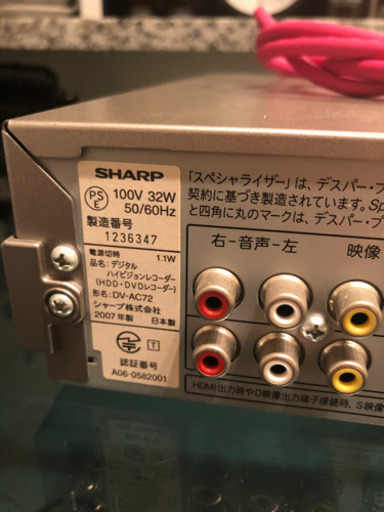 SHARP
PS
E
100V 32W
50/60Hz
製造番号
1236347
電源切時 1.1W
品名:デジタル
ハイビジョンレコーダー
(HDD・DVDレコーダー)
形名:DV-AC72
シャープ株式会社
2007年製 日本製
T
認証番号
A06-0582001
「スペシャライザー」は、デスパー・プ
契約に基づき製造されています。Sp
と四角に丸のマークは、デスパー・プ
右-音声-左 映像
HDMI出力時やD映像出力端子接続時、S映像